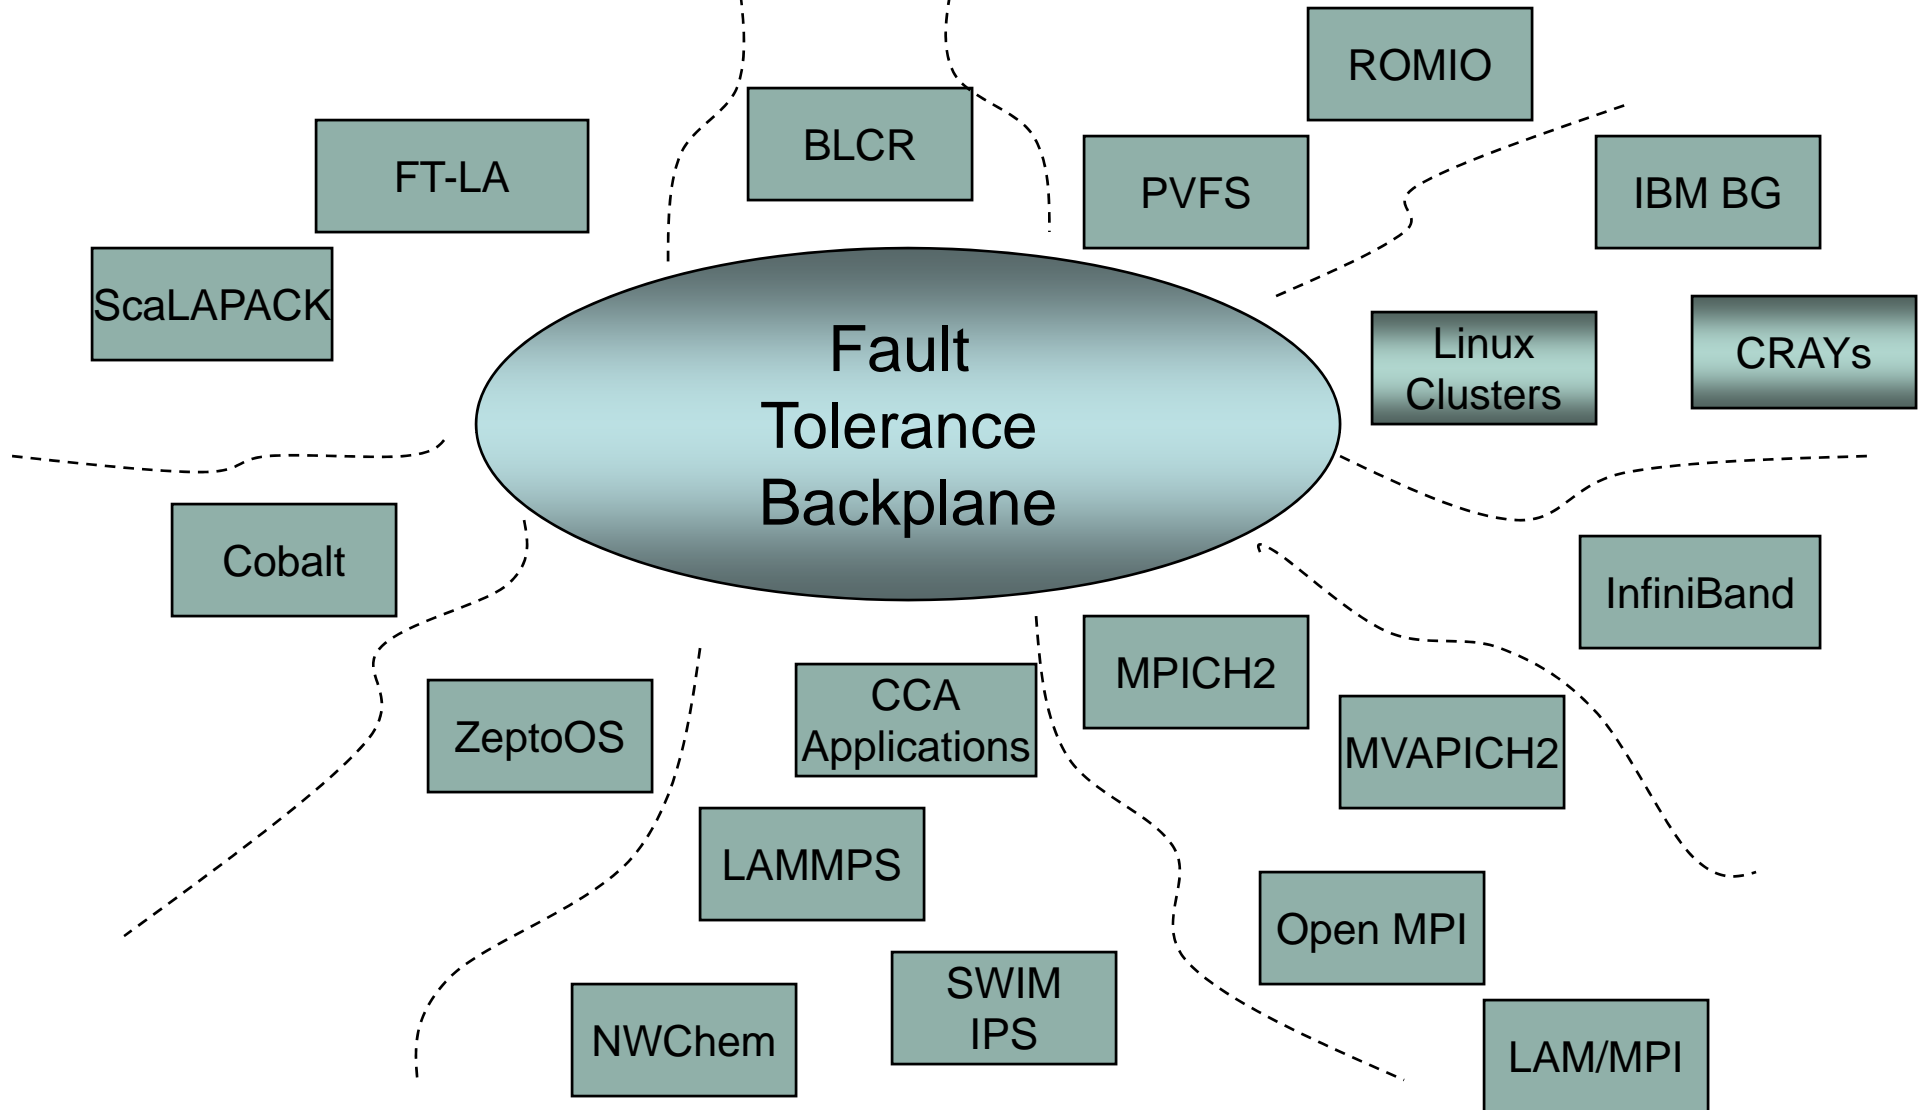 ROMIO
BLCR
FT-LA
PVFS
IBM BG
ScaLAPACK
Fault
Tolerance
Backplane
Linux
Clusters
CRAYs
Cobalt
InfiniBand
MPICH2
CCA
Applications
ZeptoOS
MVAPICH2
LAMMPS
Open MPI
SWIM
IPS
NWChem
LAM/MPI